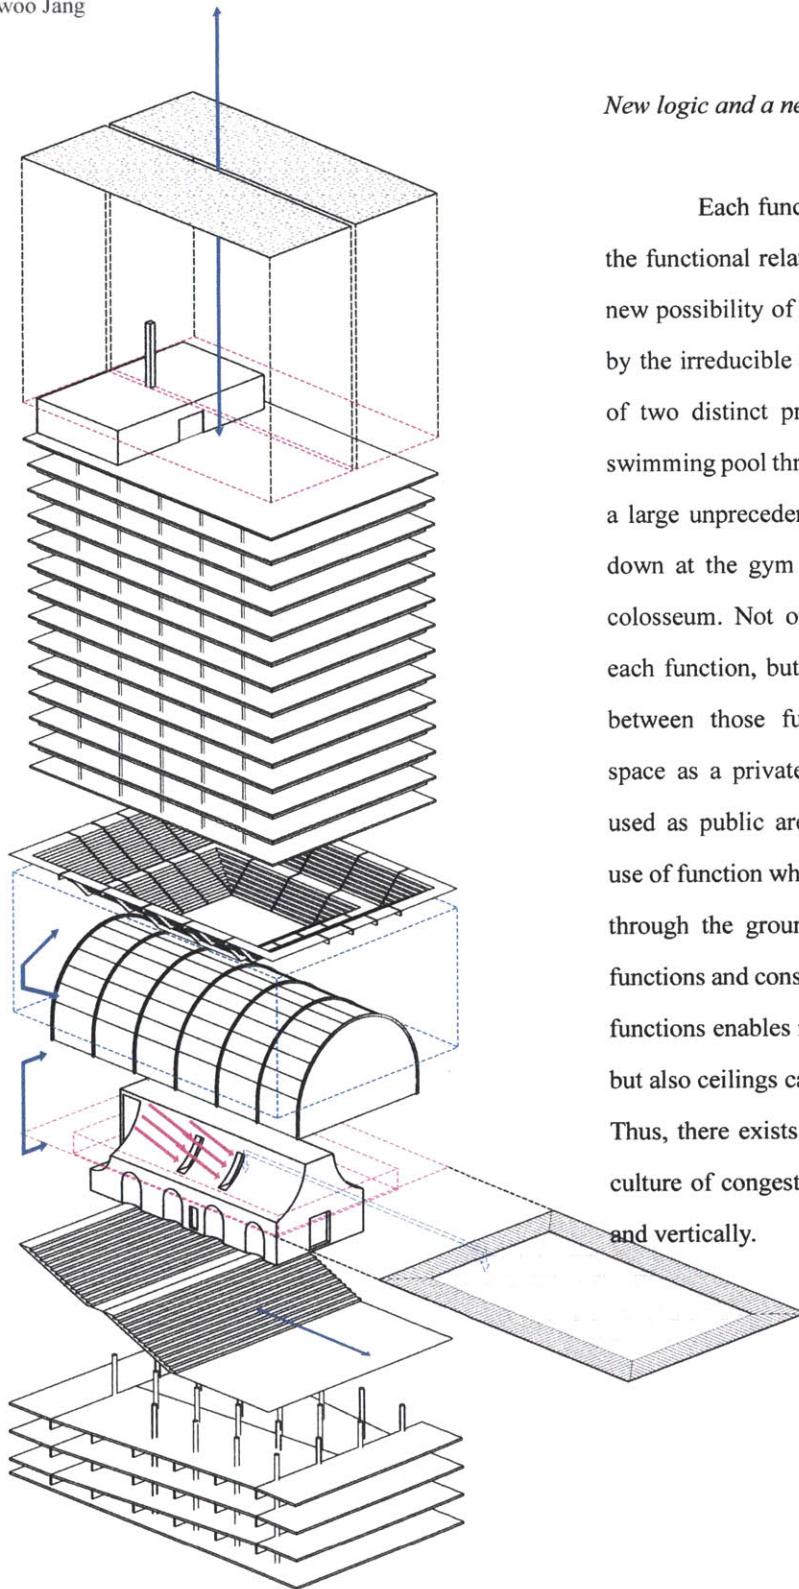 woo Jang
New logic and a ne
Each func
the functional rela
new possibility of
by the irreducible
of two distinct pr
swimming pool thr
a large unpreceden
down at the gym
colosseum. Not o
each function, but
between those fu
space as a private
used as public are
use of function wh
through the groun
functions and cons
functions enables
but also ceilings ca
Thus, there exists
culture of congest
and vertically.